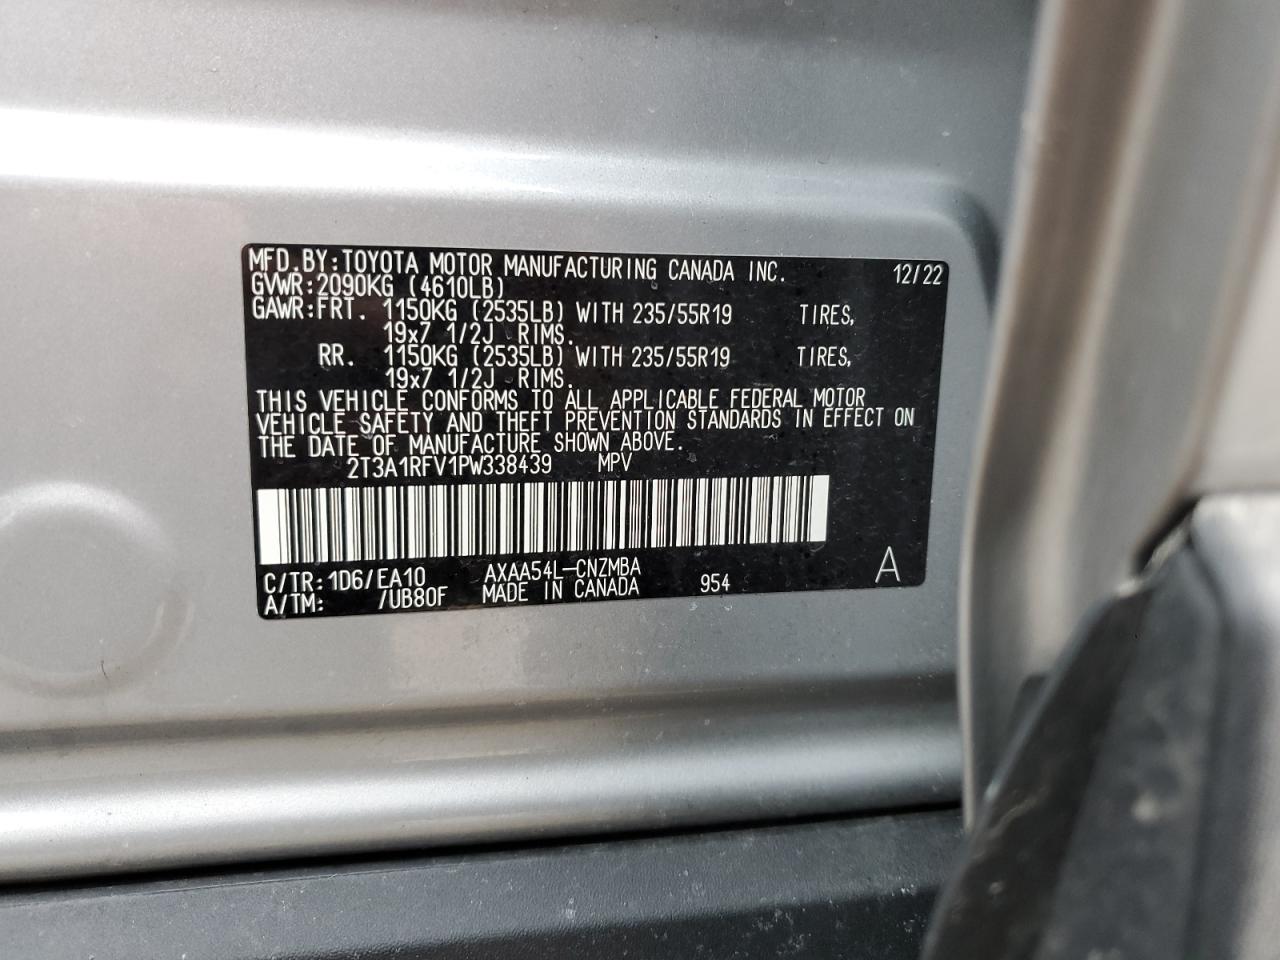 MFD.BY:TOYOTA MOTOR MANUFACTURING CANADA INC. 12/22
GVWR:2090KG (4610LB)
GAWR:FRT. 1150KG (2535LB) WITH 235/55R19 TIRES,
19x7 1/2J RIMS.
RR. 1150KG (2535LB) WITH 235/55R19 TIRES,
19x7 1/2J RIMS.
THIS VEHICLE CONFORMS TO ALL APPLICABLE FEDERAL MOTOR
VEHICLE SAFETY AND THEFT PREVENTION STANDARDS IN EFFECT ON
THE DATE OF MANUFACTURE SHOWN ABOVE.
2T3A1RFV1PW338439 MPV
C/TR:1D6/EA10 AXAA54L-CNZMBA
A/TM: /UB80F MADE IN CANADA 954 A